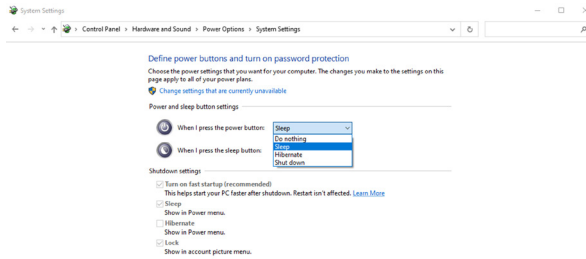 System Settings
Control Panel > Hardware and Sound > Power Options > System Settings
Define power buttons and turn on password protection
Choose the power settings that you want for your computer. The changes you make to the settings on this
page apply to all of your power plans.
Change settings that are currently unavailable
Power and sleep button settings
When I press the power button: Sleep
Do nothing
Sleep
When I press the sleep button:
Hibernate
Shut down
Shutdown settings
Turn on fast startup (recommended)
This helps start your PC faster after shutdown. Restart isn't affected. Learn More
Sleep
Show in Power menu.
Hibernate
Show in Power menu.
Lock
Show in account picture menu.